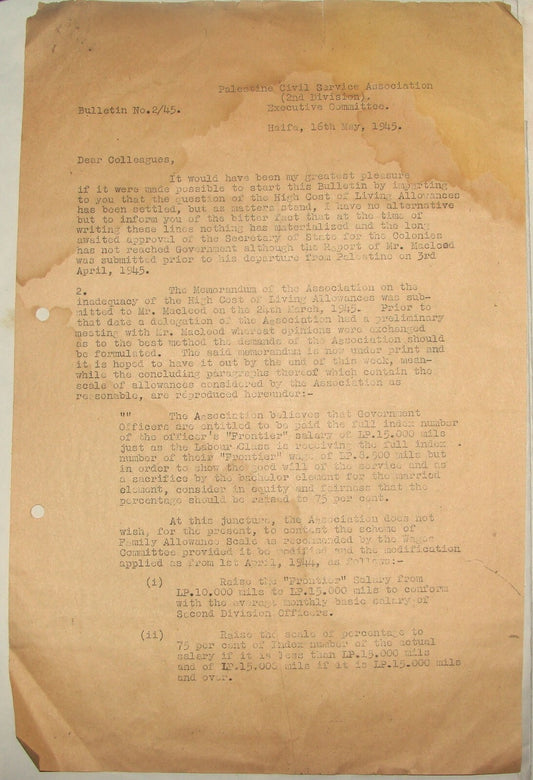 Palestine Civil Service Association
(2nd Division).
Bulletin No.2/45. Executive Committee.
Haifa, 16th May, 1945.
Dear Colleagues,
It would have been my greatest pleasure
if it were made possible to start this Bulletin by imparting
to you that the question of the High Cost of Living Allowances
has been settled, but as matters stand, I have no alternative
but to inform you of the bitter fact that at the time of
writing these lines nothing has materialized and the long
awaited approval of the Secretary of State for the Colonies
has not reached Government although the Report of Mr. Macleod
was submitted prior to his departure from Palestine on 3rd
April, 1945.
2. The Memorandum of the Association on the
inadequacy of the High Cost of Living Allowances was sub-
mitted to Mr. Macleod on the 24th March, 1945. Prior to
that date a delegation of the Association had a preliminary
meeting with Mr. Macleod whereat opinions were exchanged
as to the best method the demands of the Association should
be formulated. The said memorandum is now under print and
it is hoped to have it out by the end of this week, mean-
while the concluding paragraphs thereof which contain the
scale of allowances considered by the Association as
reasonable, are reproduced hereunder:-
"" The Association believes that Government
Officers are entitled to be paid the full index number
of the officer's "Frontier" salary of LP.15.000 mils
just as the Labour Class is receiving the full index
number of their "Frontier" wage of LP.8.500 mils but
in order to show the good will of the service and as
a sacrifice by the bachelor element for the married
element, consider in equity and fairness that the
percentage should be raised to 75 per cent.
At this juncture, the Association does not
wish, for the present, to contest the scheme of
Family Allowance Scale as recommended by the Wages
Committee provided it be modified and the modification
applied as from 1st April, 1944, as follows:-
(i) Raise the "Frontier" Salary from
LP.10.000 mils to LP.15.000 mils to conform
with the average monthly basic salary of
Second Division Officers.
(ii) Raise the scale of percentage to
75 per cent of Index number of the actual
salary if it is less than LP.15.000 mils
and of LP.15.000 mils if it is LP.15.000 mils
and over.